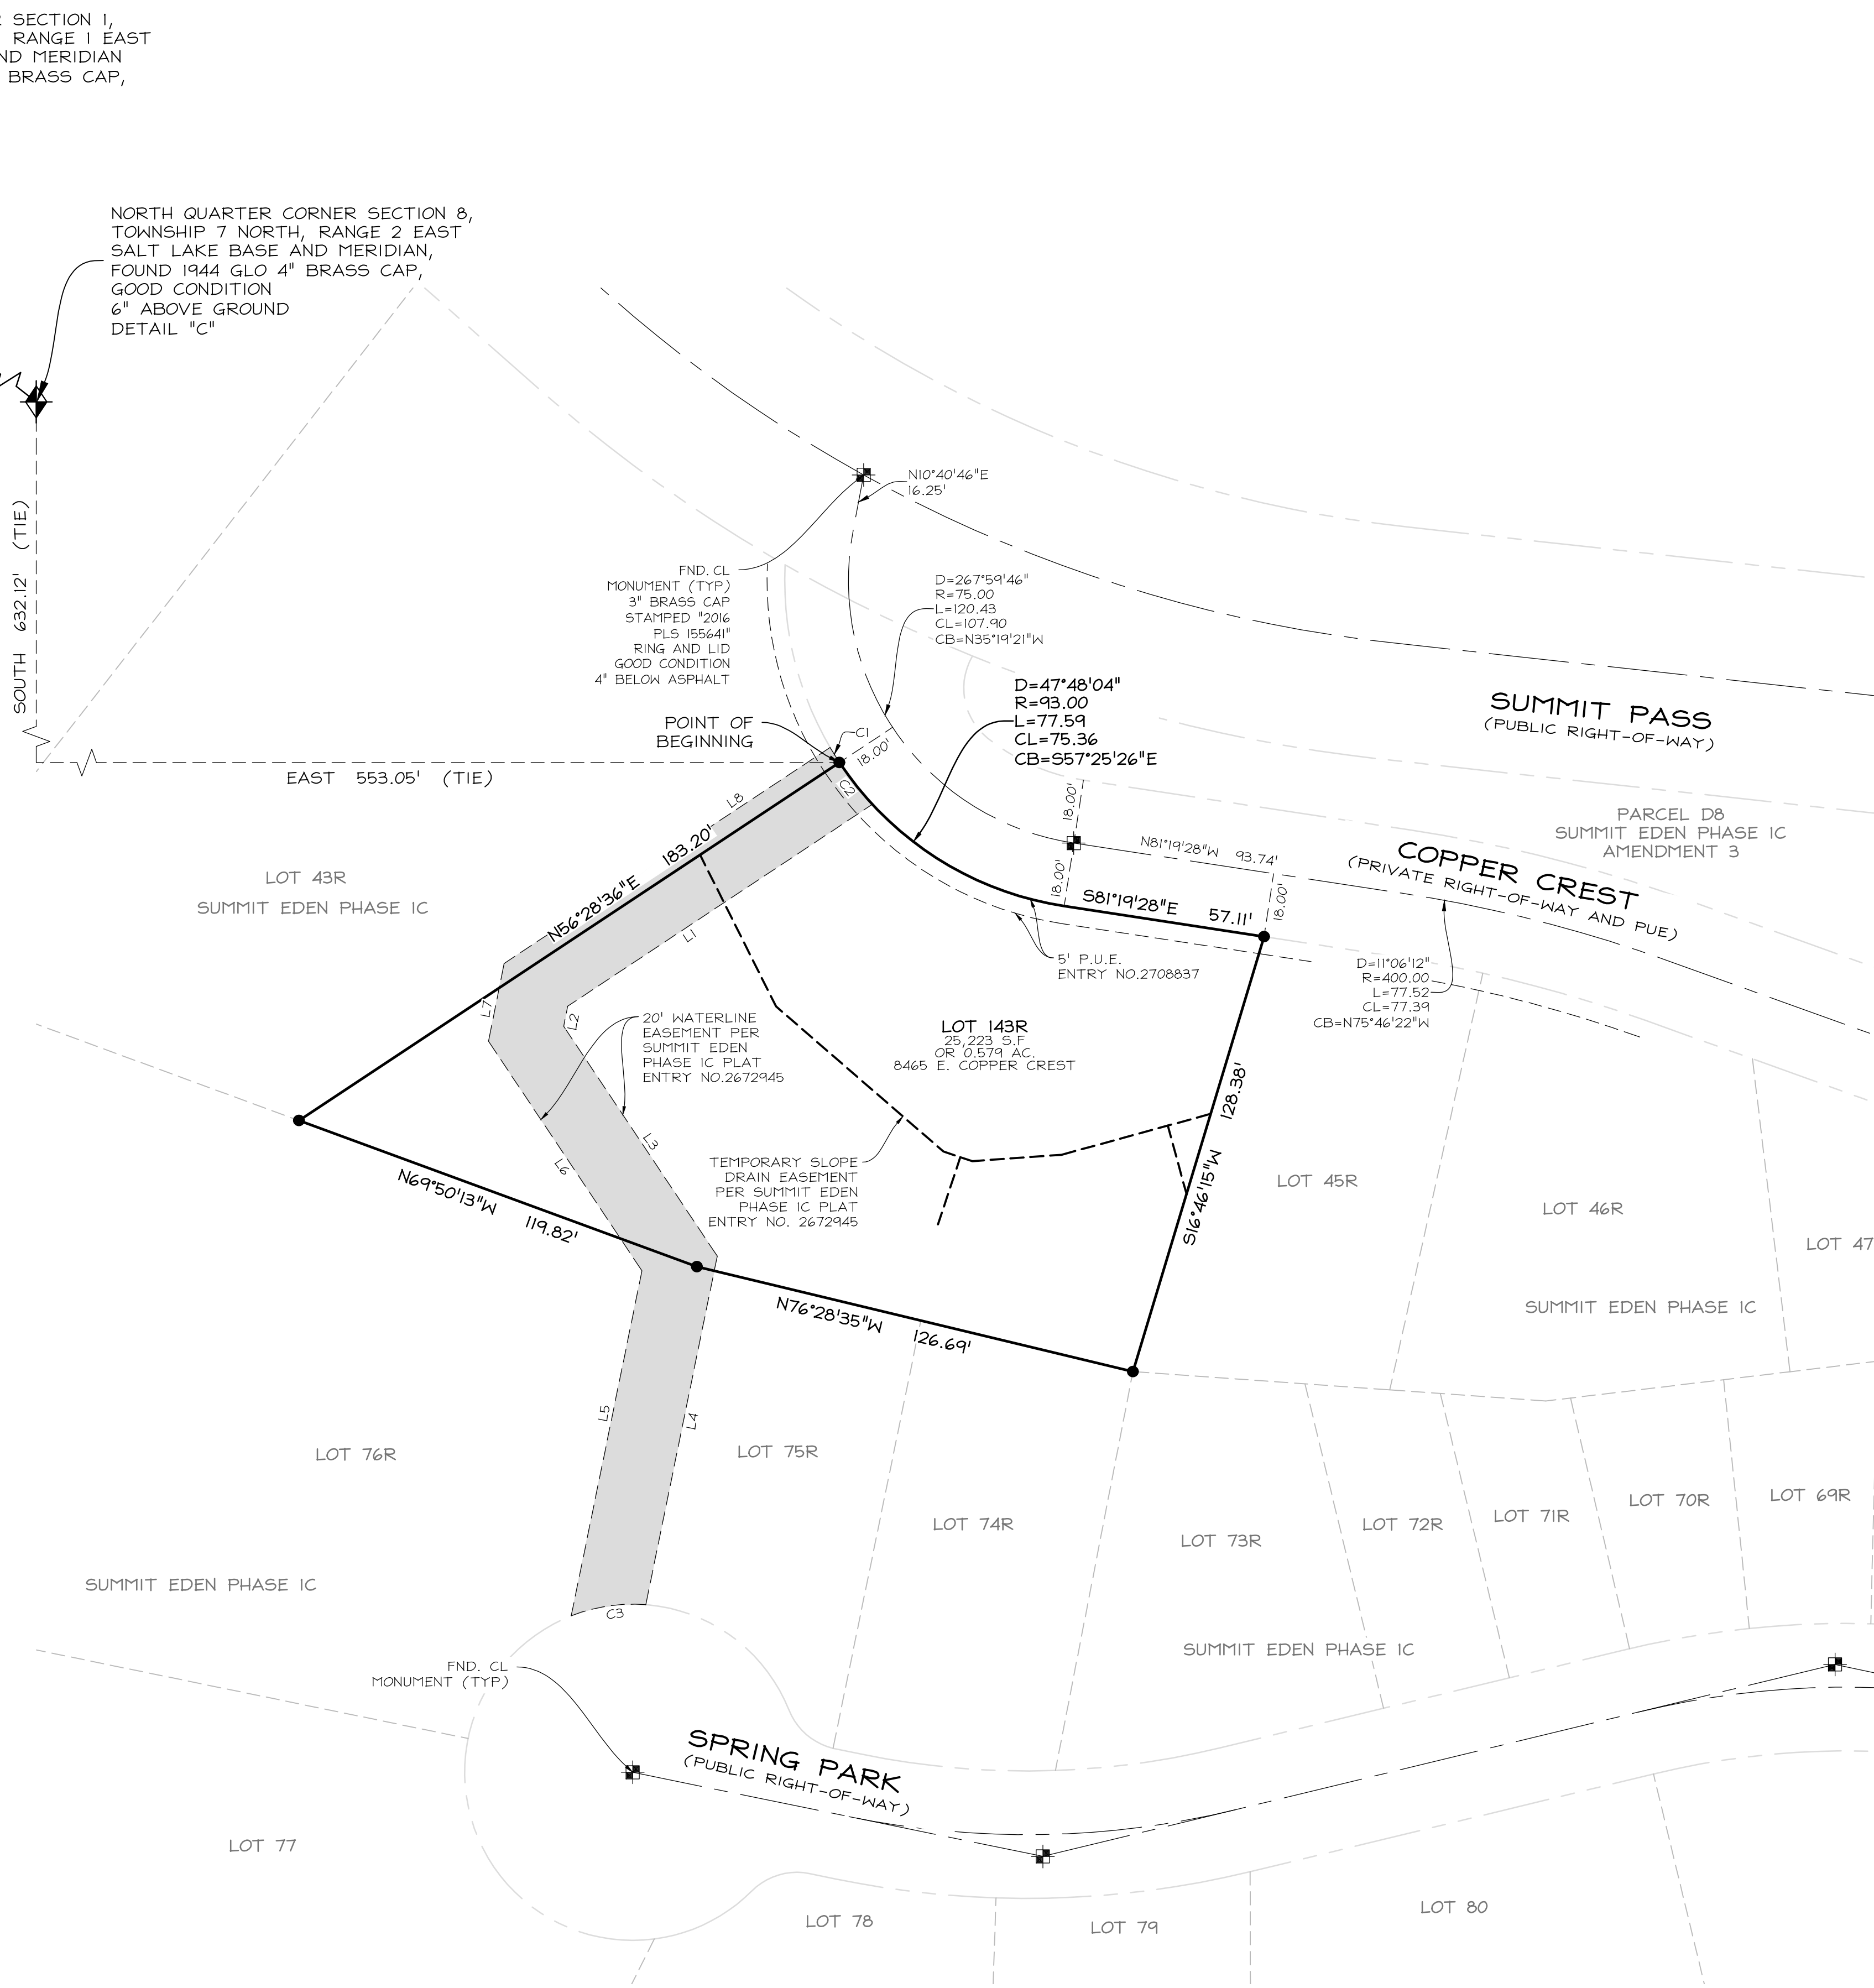 SECTION 1,
RANGE 1 EAST
ND MERIDIAN
BRASS CAP,
NORTH QUARTER CORNER SECTION 8,
TOWNSHIP 7 NORTH, RANGE 2 EAST
SALT LAKE BASE AND MERIDIAN,
FOUND 1944 GLO 4" BRASS CAP,
GOOD CONDITION
6" ABOVE GROUND
DETAIL "C"
SOUTH 632.12' (TIE)
EAST 553.05' (TIE)
N10°40'46"E
16.25'
FND. CL
MONUMENT (TYP)
3" BRASS CAP
STAMPED "2016
PLS 155641"
RING AND LID
GOOD CONDITION
4" BELOW ASPHALT
D=267°59'46"
R=75.00
L=120.43
CL=107.90
CB=N35°19'21"W
D=47°48'04"
R=93.00
L=77.59
CL=75.36
CB=S57°25'26"E
POINT OF
BEGINNING
C1
18.00'
C2
SUMMIT PASS
(PUBLIC RIGHT-OF-WAY)
18.00'
18.00'
N81°19'28"W 93.74'
18.00'
PARCEL D8
SUMMIT EDEN PHASE 1C
AMENDMENT 3
COPPER CREST
(PRIVATE RIGHT-OF-WAY AND PUE)
L8
183.20'
N56°28'36"E
L1
LOT 43R
SUMMIT EDEN PHASE 1C
S81°19'28"E 57.11'
5' P.U.E.
ENTRY NO.2708837
D=11°06'12"
R=400.00
L=77.52
CL=77.39
CB=N75°46'22"W
L7
L2
20' WATERLINE
EASEMENT PER
SUMMIT EDEN
PHASE 1C PLAT
ENTRY NO.2672945
LOT 143R
25,223 S.F
OR 0.579 AC.
8465 E. COPPER CREST
128.38'
S16°46'15"W
L3
L6
TEMPORARY SLOPE
DRAIN EASEMENT
PER SUMMIT EDEN
PHASE 1C PLAT
ENTRY NO. 2672945
N69°50'13"W 119.82'
N76°28'35"W 126.69'
LOT 45R
LOT 46R
LOT 47
SUMMIT EDEN PHASE 1C
L5
L4
LOT 76R
LOT 75R
LOT 74R
LOT 73R
LOT 72R
LOT 71R
LOT 70R
LOT 69R
SUMMIT EDEN PHASE 1C
C3
SUMMIT EDEN PHASE 1C
FND. CL
MONUMENT (TYP)
SPRING PARK
(PUBLIC RIGHT-OF-WAY)
LOT 77
LOT 78
LOT 79
LOT 80